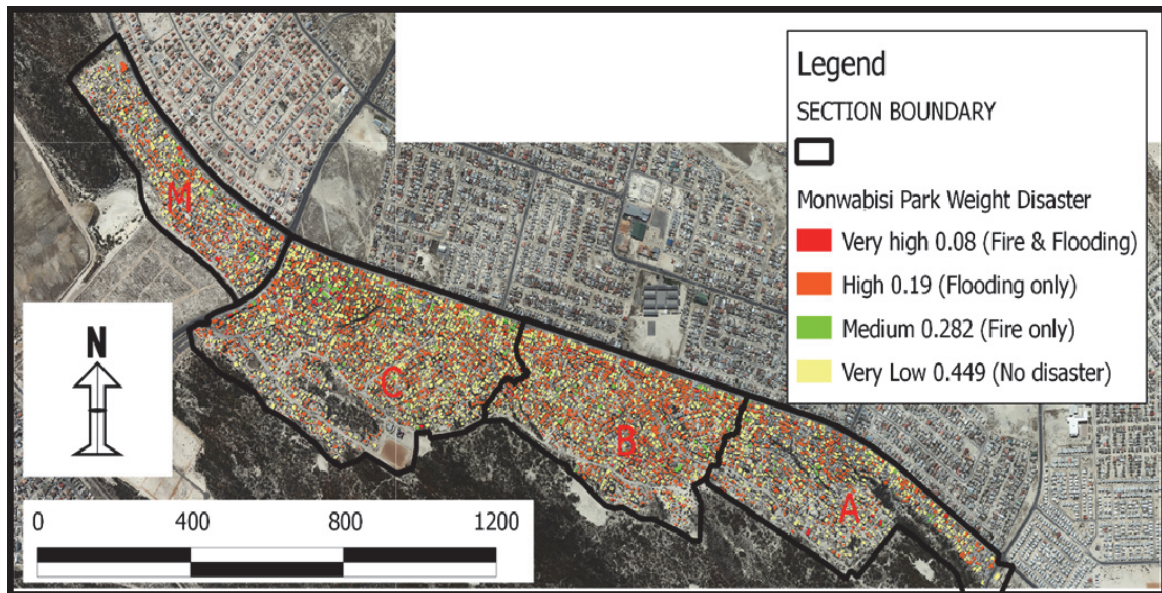 Legend
SECTION BOUNDARY
Monwabisi Park Weight Disaster
Very high 0.08 (Fire & Flooding)
High 0.19 (Flooding only)
Medium 0.282 (Fire only)
Very Low 0.449 (No disaster)
M
C
B
A
N
0 400 800 1200